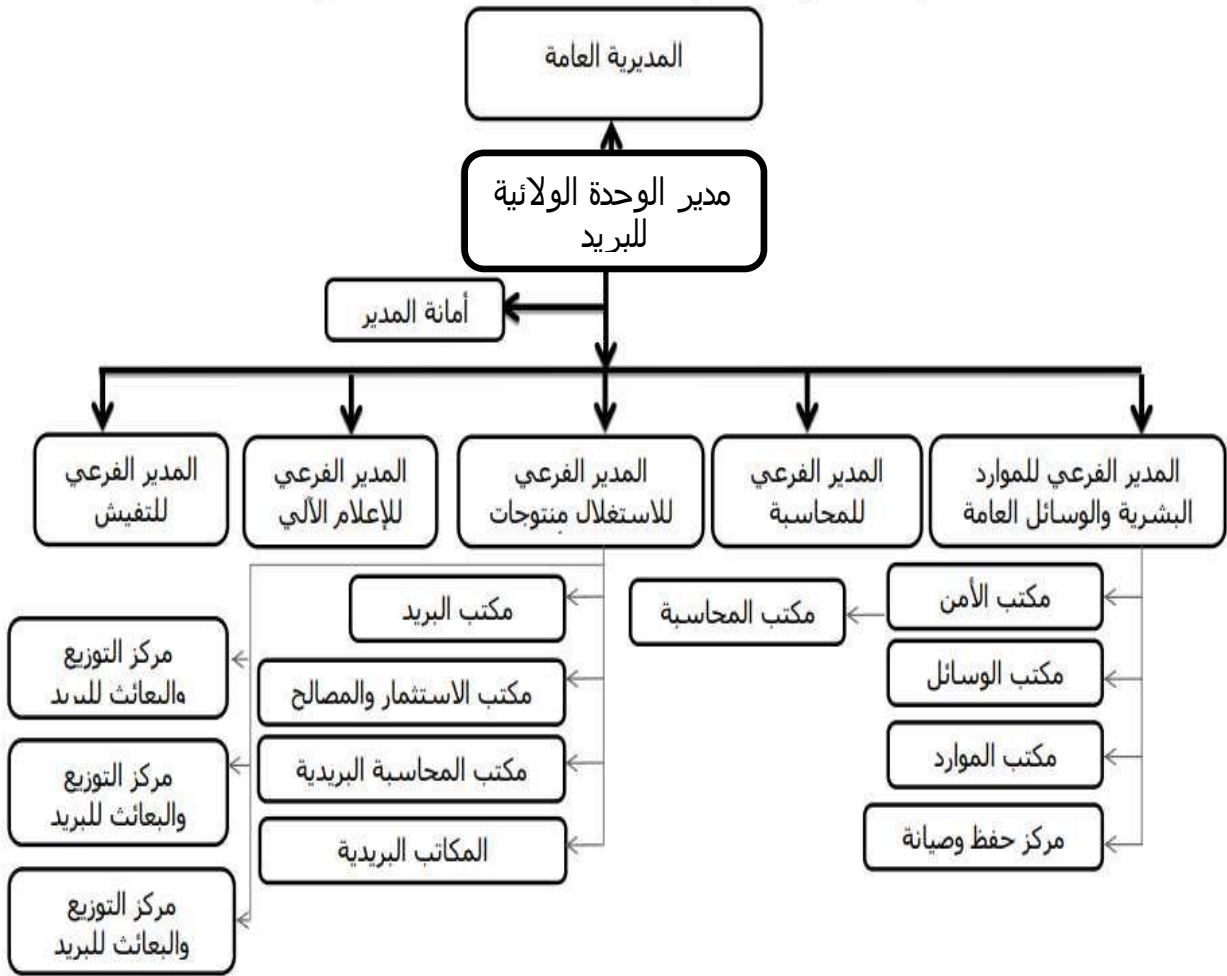 المديرية العامة
مدير الوحدة الولائية
للبريد
أمانة المدير
المدير الفرعي للموارد
البشرية والوسائل العامة
المدير الفرعي
للمحاسبة
المدير الفرعي
للاستغلال منتوجات
المدير الفرعي
للإعلام الآلي
المدير الفرعي
للتفيش
مكتب الأمن
مكتب الوسائل
مكتب الموارد
مركز حفظ وصيانة
مكتب المحاسبة
مكتب البريد
مكتب الاستثمار والمصالح
مكتب المحاسبة البريدية
المكاتب البريدية
مركز التوزيع
والبعائث للبريد
مركز التوزيع
والبعائث للبريد
مركز التوزيع
والبعائث للبريد